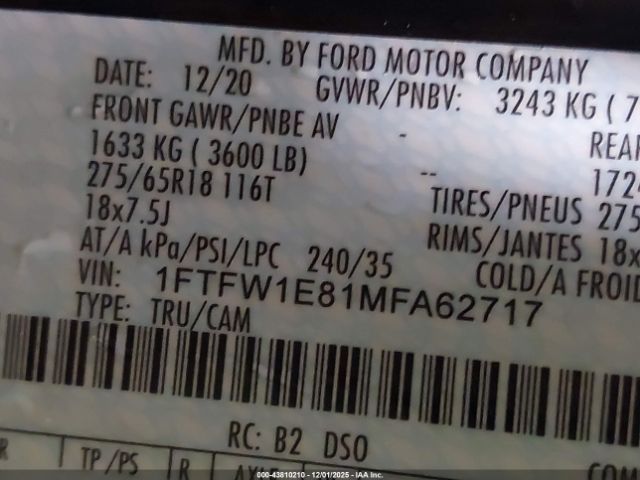 MFD. BY FORD MOTOR COMPANY
DATE: 12/20 GVWR/PNBV: 3243 KG ( 7
FRONT GAWR/PNBE AV - REAR
1633 KG ( 3600 LB) -- 172
275/65R18 116T TIRES/PNEUS 275
18x7.5J RIMS/JANTES 18x
AT/A kPa/PSI/LPC 240/35 COLD/A FROID
VIN: 1FTFW1E81MFA62717
TYPE: TRU/CAM
RC: B2 DSO
R TP/PS R AXLE COM
000-43810210 - 12/01/2025 - IAA Inc.